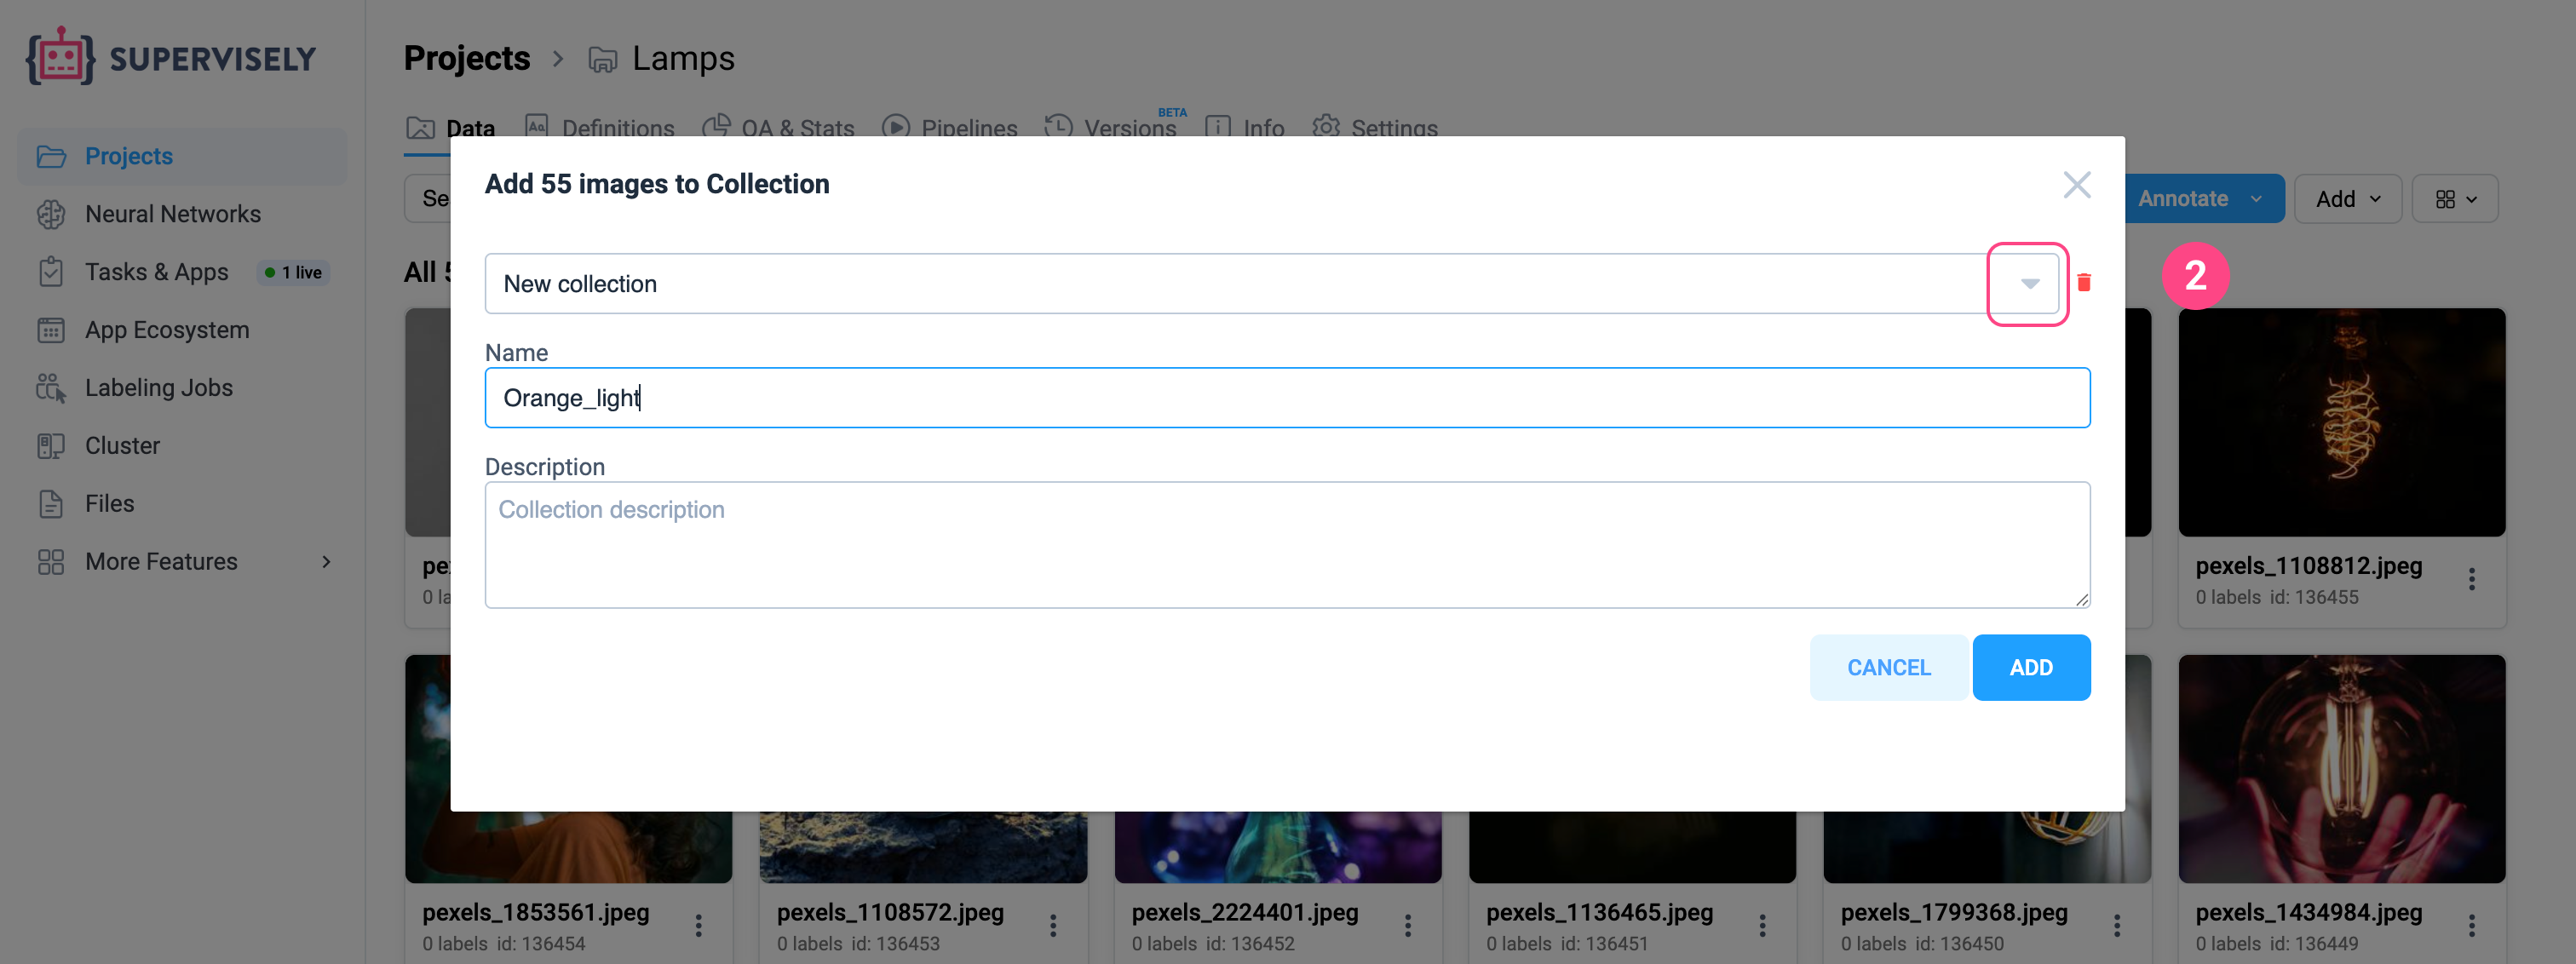 SUPERVISELY
Projects
Neural Networks
Tasks & Apps 1 live
App Ecosystem
Labeling Jobs
Cluster
Files
More Features
Projects > Lamps
Data Definitions QA & Stats Pipelines Versions BETA Info Settings
Se
Annotate Add
All 5
Add 55 images to Collection
New collection
2
Name
Orange_light
Description
Collection description
CANCEL ADD
pe
0 la
pexels_1108812.jpeg
0 labels id: 136455
pexels_1853561.jpeg
0 labels id: 136454
pexels_1108572.jpeg
0 labels id: 136453
pexels_2224401.jpeg
0 labels id: 136452
pexels_1136465.jpeg
0 labels id: 136451
pexels_1799368.jpeg
0 labels id: 136450
pexels_1434984.jpeg
0 labels id: 136449